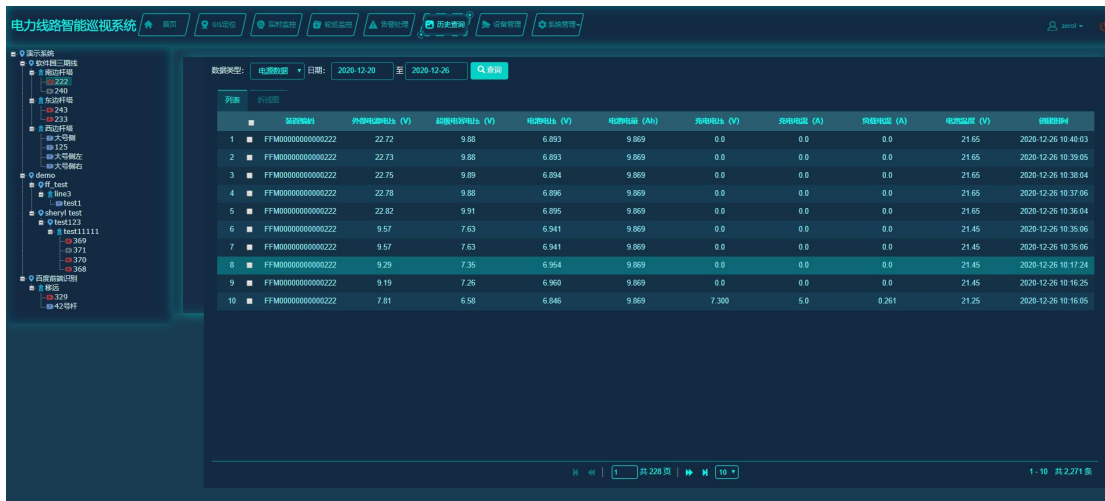 电力线路智能巡视系统 首页 GIS定位 实时监控 轮巡监控 告警处理 历史查询 设备管理 系统管理 zeroi
演示系统
软件园三期线
南边杆塔
222
240
东边杆塔
243
233
西边杆塔
大号侧
125
大号侧左
大号侧右
demo
ff_test
line3
test1
sheryl test
test123
test11111
369
371
370
368
百度前端识别
移远
329
42号杆
数据类型: 电源数据 日期: 2020-12-20 至 2020-12-26 查询
列表 折线图
装置编码 外部电源电压 (V) 超级电容电压 (V) 电池电压 (V) 电池电量 (Ah) 充电电压 (V) 充电电流 (A) 负载电流 (A) 电池温度 (V) 创建时间
1 FFM00000000000222 22.72 9.88 6.893 9.869 0.0 0.0 0.0 21.65 2020-12-26 10:40:03
2 FFM00000000000222 22.73 9.88 6.893 9.869 0.0 0.0 0.0 21.65 2020-12-26 10:39:05
3 FFM00000000000222 22.75 9.89 6.894 9.869 0.0 0.0 0.0 21.65 2020-12-26 10:38:04
4 FFM00000000000222 22.78 9.88 6.896 9.869 0.0 0.0 0.0 21.65 2020-12-26 10:37:06
5 FFM00000000000222 22.82 9.91 6.895 9.869 0.0 0.0 0.0 21.65 2020-12-26 10:36:04
6 FFM00000000000222 9.57 7.63 6.941 9.869 0.0 0.0 0.0 21.45 2020-12-26 10:35:06
7 FFM00000000000222 9.57 7.63 6.941 9.869 0.0 0.0 0.0 21.45 2020-12-26 10:35:06
8 FFM00000000000222 9.29 7.35 6.954 9.869 0.0 0.0 0.0 21.45 2020-12-26 10:17:24
9 FFM00000000000222 9.19 7.26 6.960 9.869 0.0 0.0 0.0 21.45 2020-12-26 10:16:25
10 FFM00000000000222 7.81 6.58 6.846 9.869 7.300 5.0 0.261 21.25 2020-12-26 10:16:05
1 共 228 页 10 1 - 10 共 2,271 条